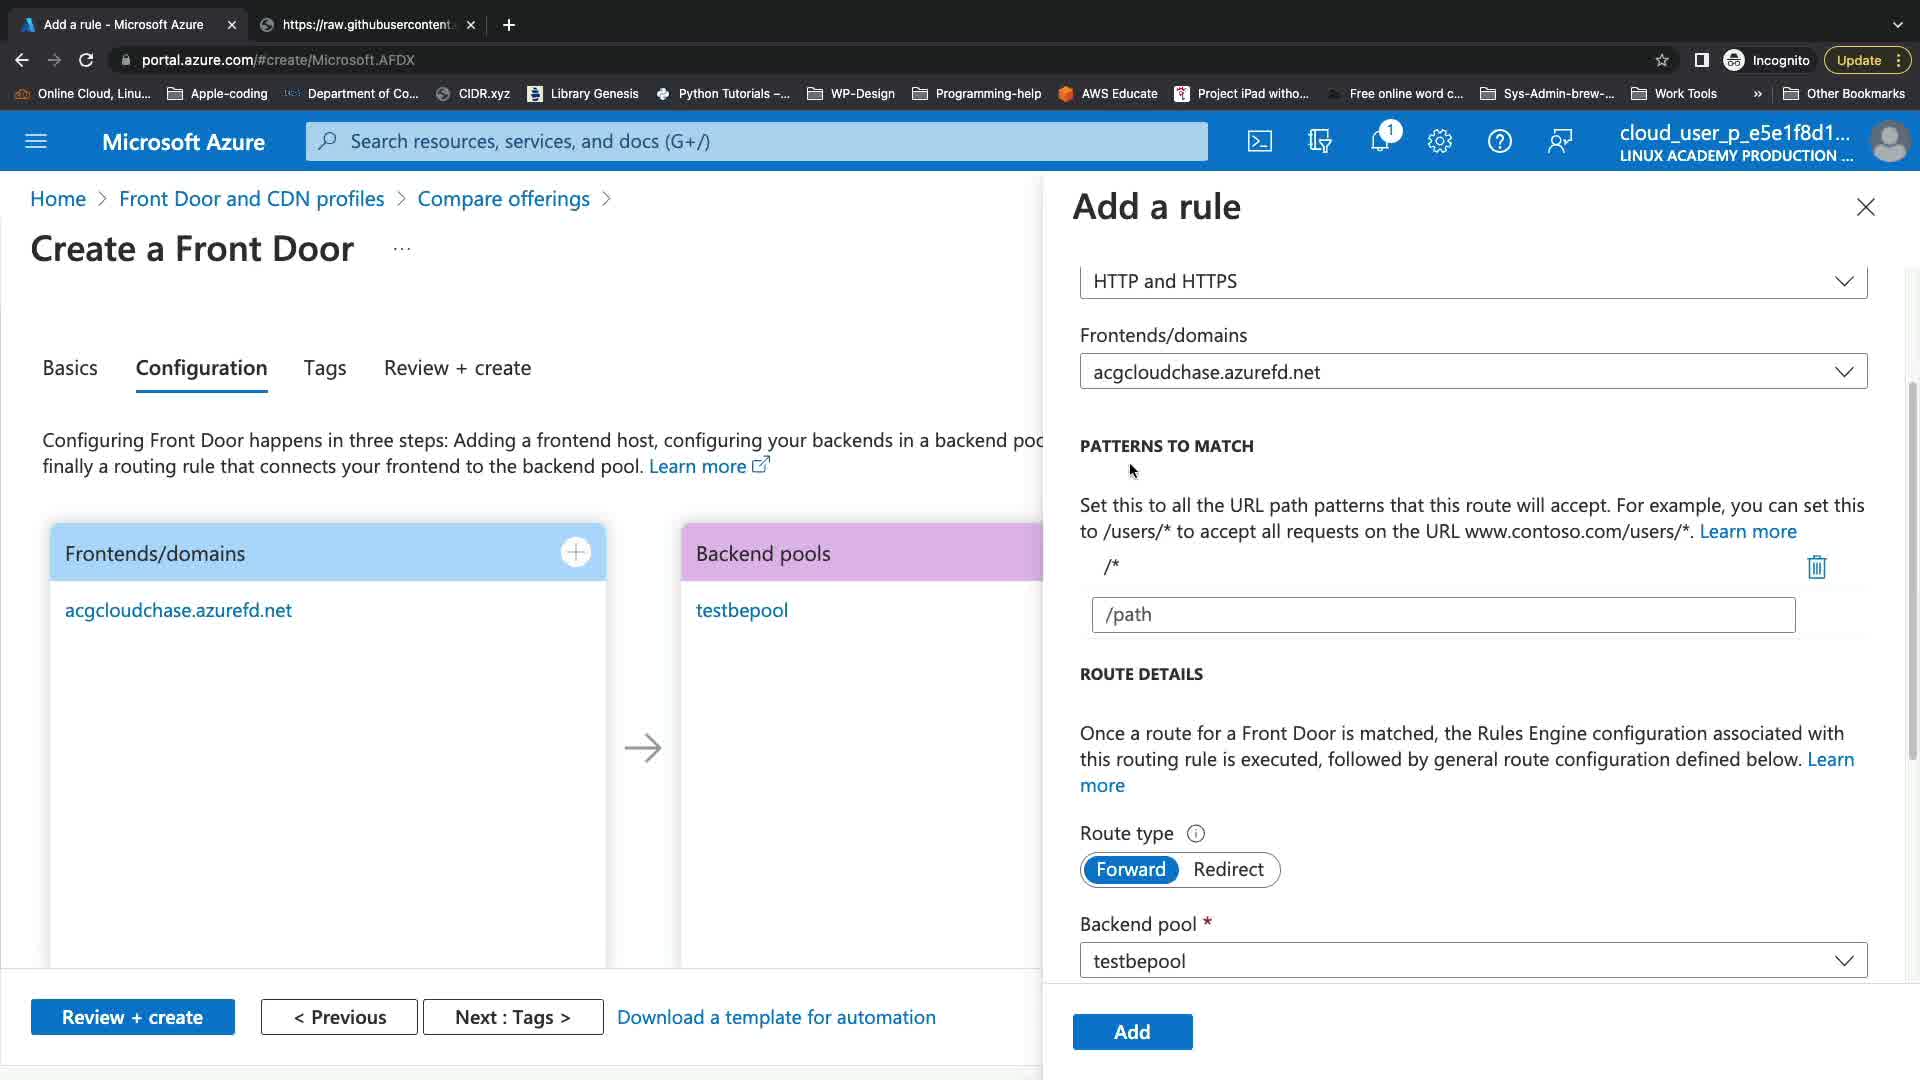 Add a rule - Microsoft Azure
https://raw.githubusercontent.
portal.azure.com/#create/Microsoft.AFDX
Incognito
Update
Online Cloud, Linu...
Apple-coding
Department of Co...
CIDR.xyz
Library Genesis
Python Tutorials –...
WP-Design
Programming-help
AWS Educate
Project iPad witho...
Free online word c...
Sys-Admin-brew-...
Work Tools
»
Other Bookmarks
Microsoft Azure
Search resources, services, and docs (G+/)
1
cloud_user_p_e5e1f8d1...
LINUX ACADEMY PRODUCTION ...
Home > Front Door and CDN profiles > Compare offerings >
Create a Front Door ...
Basics
Configuration
Tags
Review + create
Configuring Front Door happens in three steps: Adding a frontend host, configuring your backends in a backend poo
finally a routing rule that connects your frontend to the backend pool. Learn more
Frontends/domains
acgcloudchase.azurefd.net
Backend pools
testbepool
Review + create
< Previous
Next : Tags >
Download a template for automation
Add a rule
HTTP and HTTPS
Frontends/domains
acgcloudchase.azurefd.net
PATTERNS TO MATCH
Set this to all the URL path patterns that this route will accept. For example, you can set this
to /users/* to accept all requests on the URL www.contoso.com/users/*. Learn more
/*
/path
ROUTE DETAILS
Once a route for a Front Door is matched, the Rules Engine configuration associated with
this routing rule is executed, followed by general route configuration defined below. Learn
more
Route type
Forward
Redirect
Backend pool *
testbepool
Add